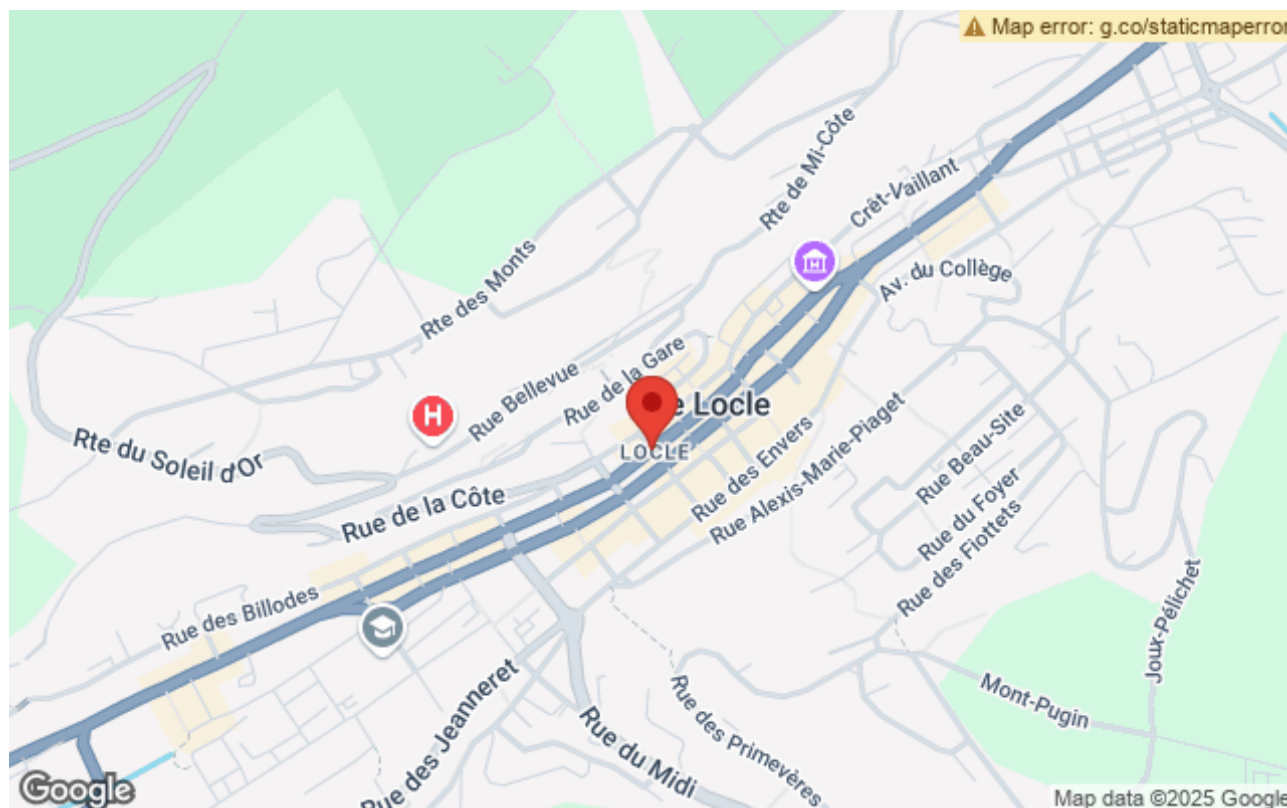 Map error: g.co/staticmaperror
Rte de Mi-Côte
Crêt-Vaillant
Rte des Monts
Av. du Collège
Rue de la Gare
Rue Bellevue
H
e Locle
LOCLE
Rue Alexis-Marie-Piaget
Rue Beau-Site
Rte du Soleil d'Or
Rue des Envers
Rue de la Côte
Rue du Foyer
Rue des Fiottets
Rue des Billodes
Joux-Pélichet
Rue des Jeanneret
Mont-Pugin
Rue des Primevères
Rue du Midi
Google
Map data ©2025 Google